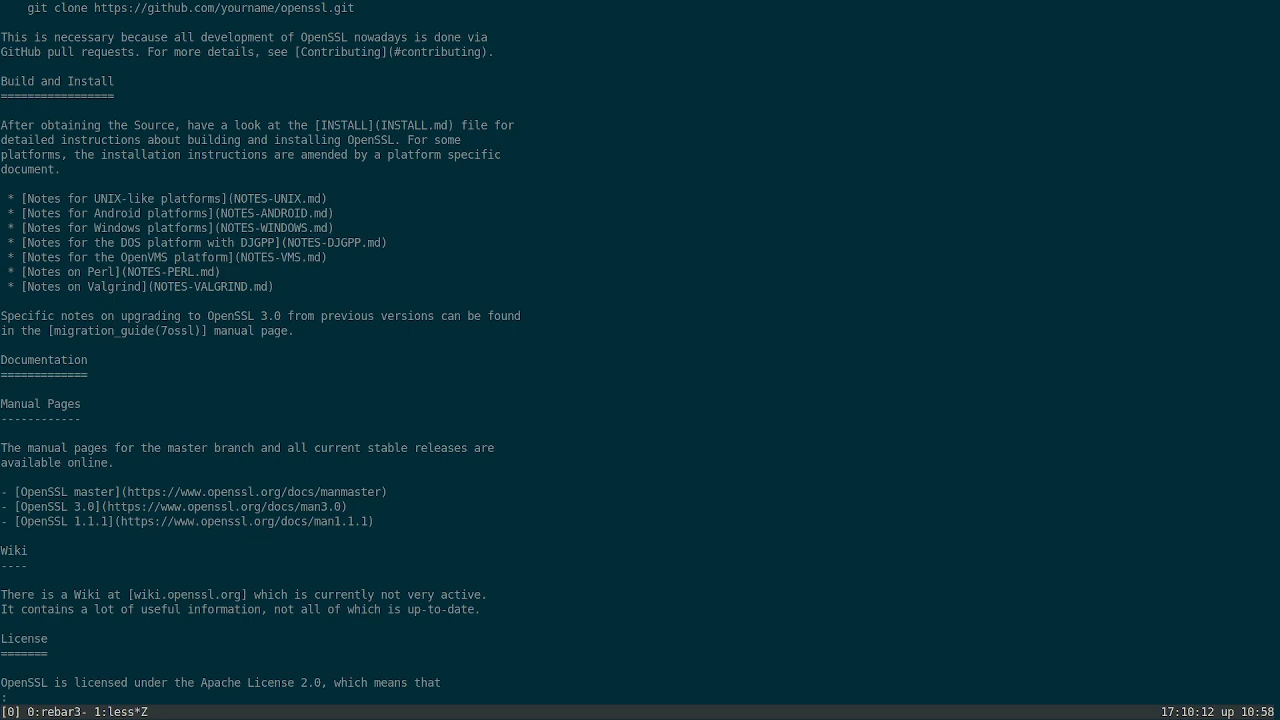 git clone https://github.com/yourname/openssl.git
This is necessary because all development of OpenSSL nowadays is done via
GitHub pull requests. For more details, see [Contributing](#contributing).
Build and Install
=================
After obtaining the Source, have a look at the [INSTALL](INSTALL.md) file for
detailed instructions about building and installing OpenSSL. For some
platforms, the installation instructions are amended by a platform specific
document.
* [Notes for UNIX-like platforms](NOTES-UNIX.md)
* [Notes for Android platforms](NOTES-ANDROID.md)
* [Notes for Windows platforms](NOTES-WINDOWS.md)
* [Notes for the DOS platform with DJGPP](NOTES-DJGPP.md)
* [Notes for the OpenVMS platform](NOTES-VMS.md)
* [Notes on Perl](NOTES-PERL.md)
* [Notes on Valgrind](NOTES-VALGRIND.md)
Specific notes on upgrading to OpenSSL 3.0 from previous versions can be found
in the [migration_guide(7ossl)] manual page.
Documentation
=============
Manual Pages
------------
The manual pages for the master branch and all current stable releases are
available online.
- [OpenSSL master](https://www.openssl.org/docs/manmaster)
- [OpenSSL 3.0](https://www.openssl.org/docs/man3.0)
- [OpenSSL 1.1.1](https://www.openssl.org/docs/man1.1.1)
Wiki
----
There is a Wiki at [wiki.openssl.org] which is currently not very active.
It contains a lot of useful information, not all of which is up-to-date.
License
=======
OpenSSL is licensed under the Apache License 2.0, which means that
:
[0] 0:rebar3- 1:less*Z 17:10:12 up 10:58